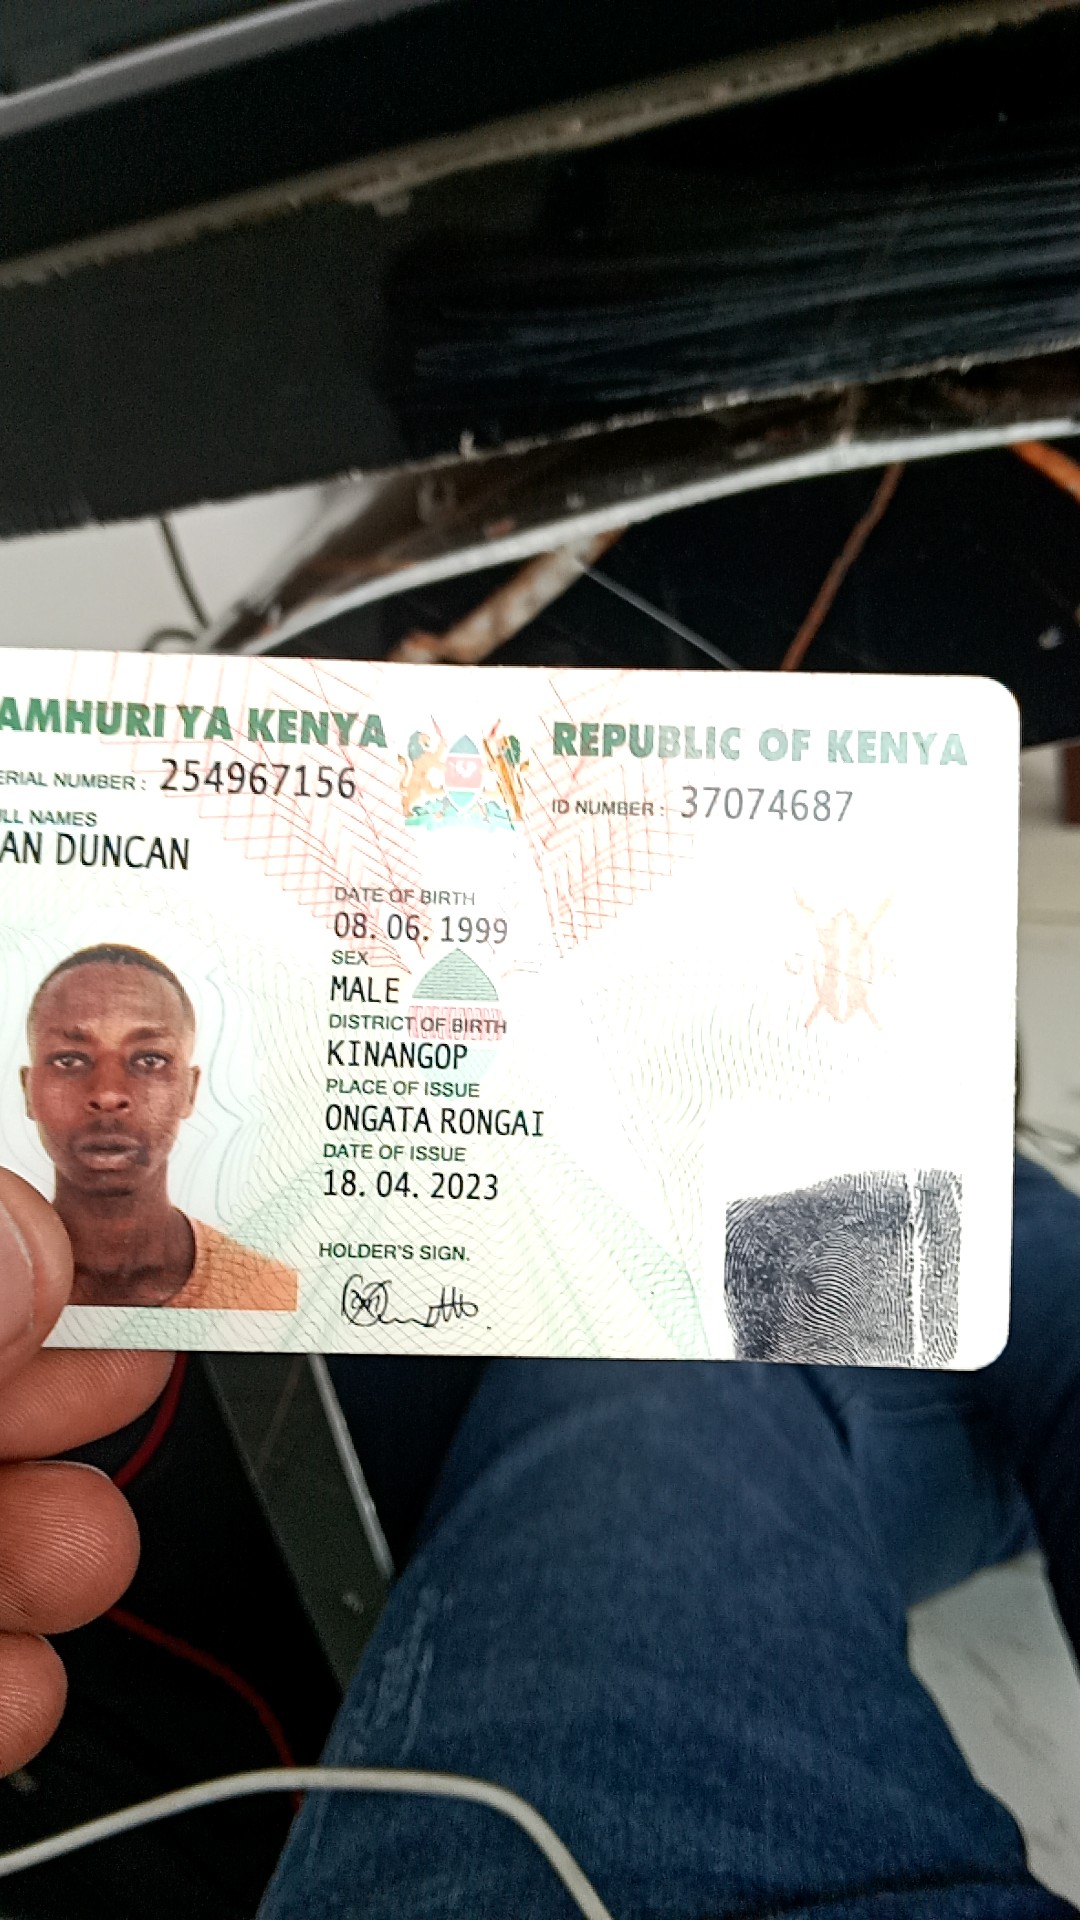 AMHURI YA KENYA REPUBLIC OF KENYA
ERIAL NUMBER: 254967156 ID NUMBER: 37074687
LL NAMES
AN DUNCAN
DATE OF BIRTH
08. 06. 1999
SEX
MALE
DISTRICT OF BIRTH
KINANGOP
PLACE OF ISSUE
ONGATA RONGAI
DATE OF ISSUE
18. 04. 2023
HOLDER'S SIGN.